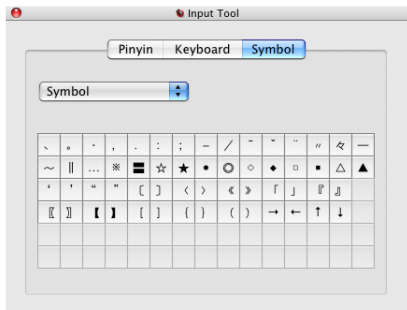 Input Tool
Pinyin Keyboard Symbol
Symbol
、 。 · , . : ; – / ˉ ˇ ¨ 〃 々 —
～ ‖ … ※ 〓 ☆ ★ ● ◎ ◇ ◆ □ ■ △ ▲
‘ ’ “ ” 〔 〕 〈 〉 《 》 「 」 『 』
〖 〗 【 】 [ ] { } ( ) → ← ↑ ↓